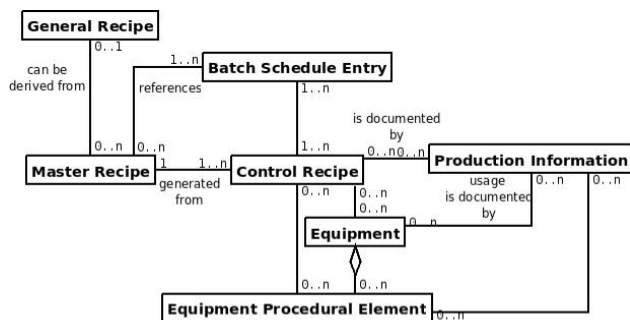 General Recipe
0..1
can be
derived from
1..n
Batch Schedule Entry
references
1..n
is documented
by
0..n
0..n
1..n
0..n
0..n
Master Recipe
1
1..n
Control Recipe
Production Information
generated
from
0..n
0..n
usage
is documented
by
0..n
0..n
0..n
0..n
Equipment
0..n
0..n
Equipment Procedural Element
0..n